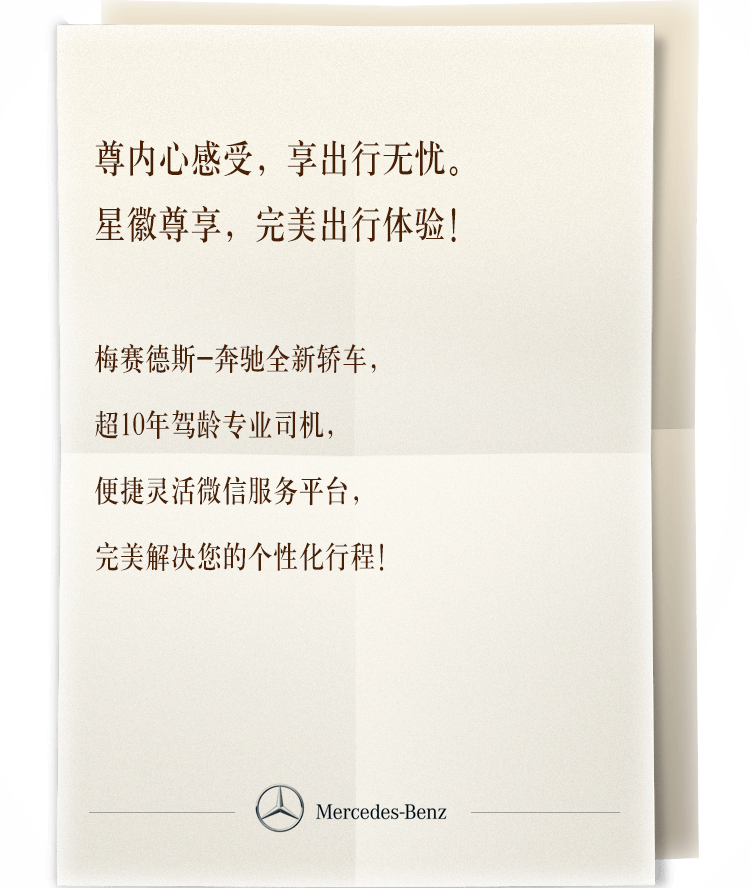 尊内心感受，享出行无忧。
星徽尊享，完美出行体验！
梅赛德斯–奔驰全新轿车，
超10年驾龄专业司机，
便捷灵活微信服务平台，
完美解决您的个性化行程！
Mercedes-Benz